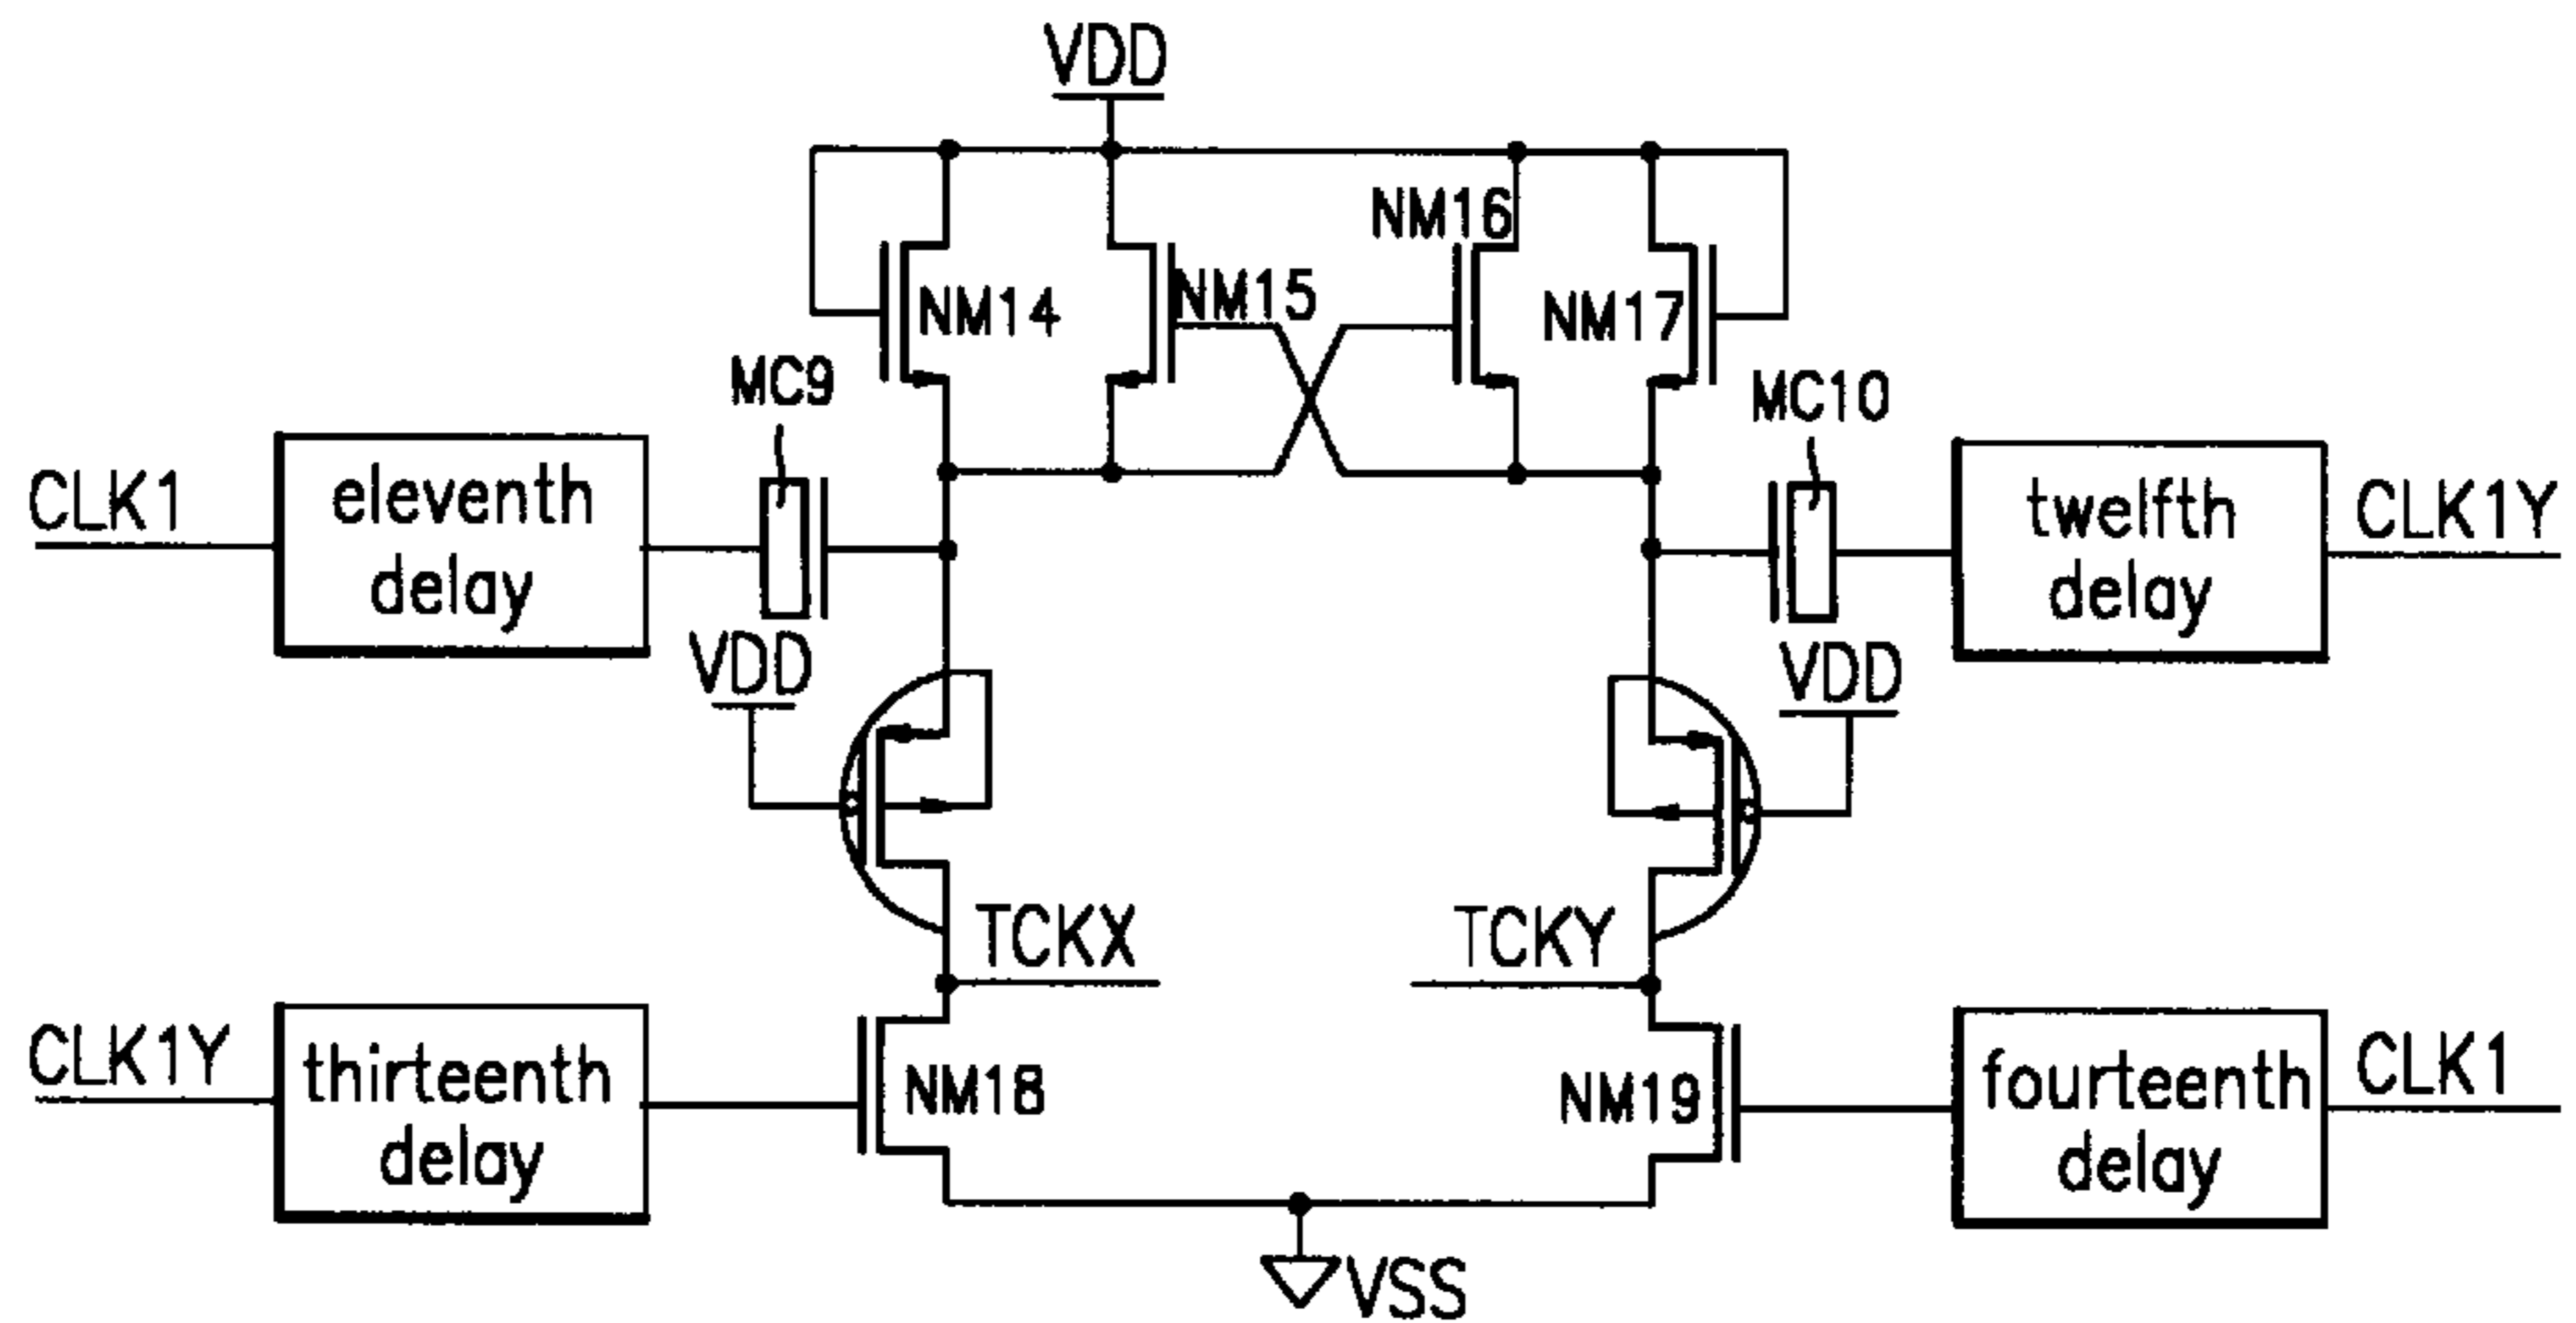 VDD
NM16
NM15
NM14
NM17
MC9
MC10
CLK1
eleventh
delay
twelfth
delay
CLK1Y
VDD
VDD
TCKX
TCKY
CLK1Y
thirteenth
delay
NM18
NM19
fourteenth
delay
CLK1
VSS